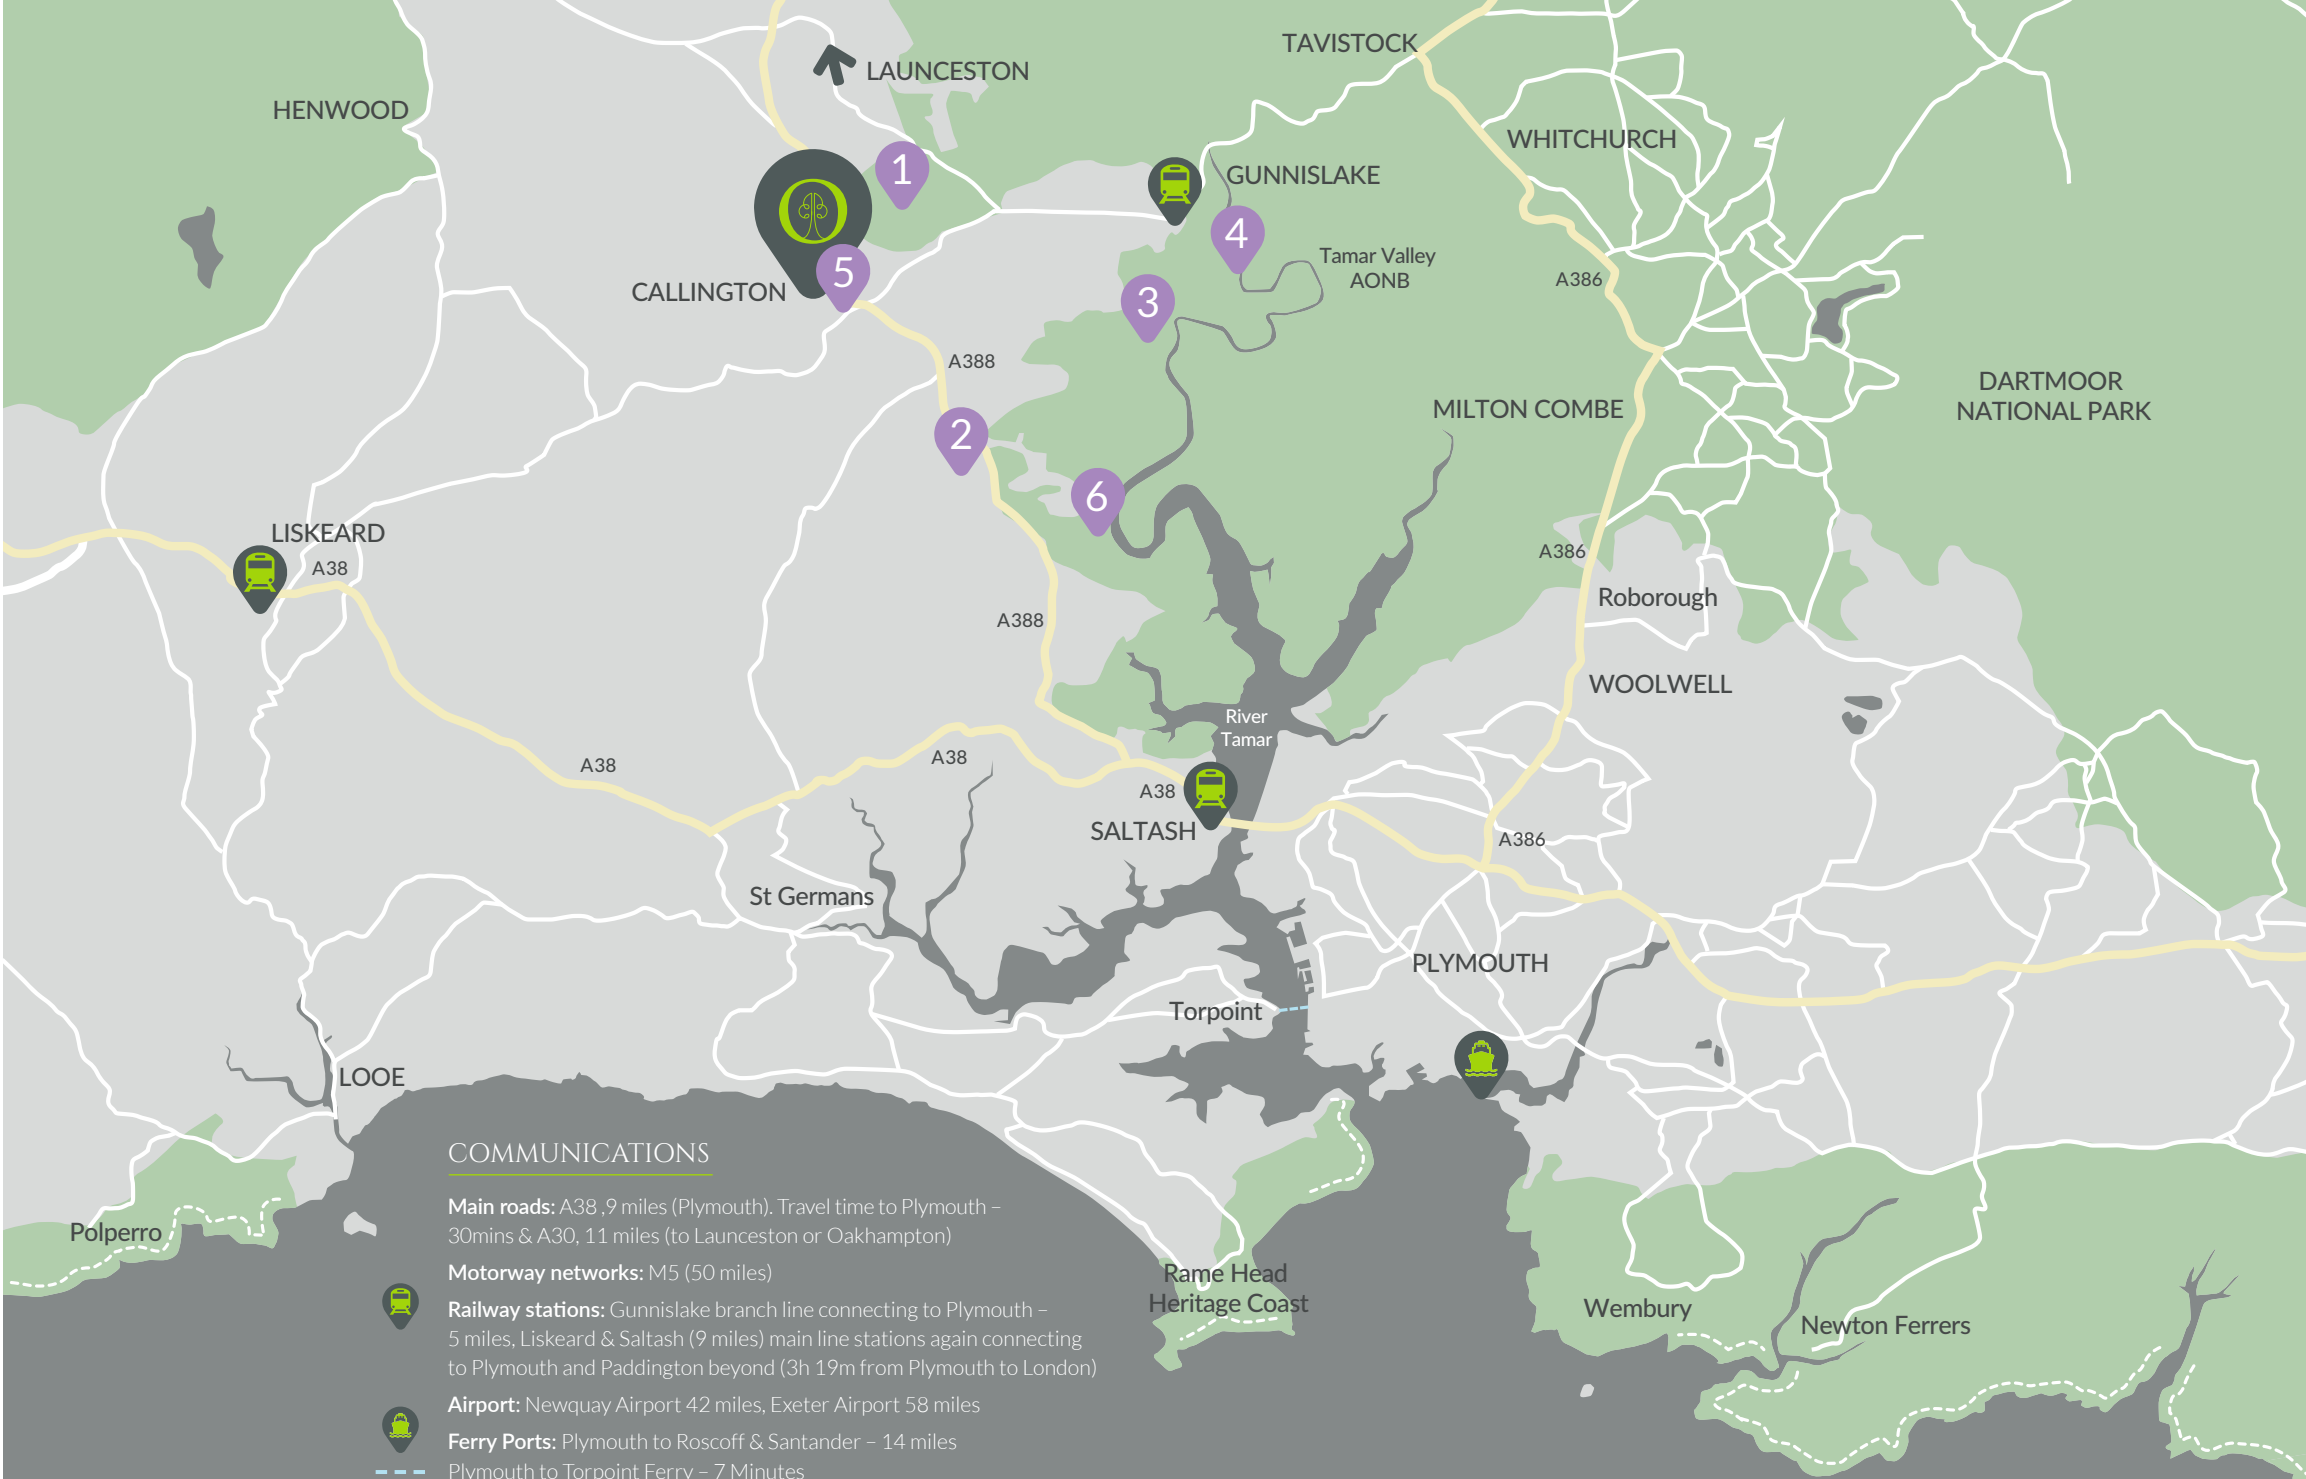 TAVISTOCK
LAUNCESTON
HENWOOD
WHITCHURCH
1
GUNNISLAKE
4
Tamar Valley
AONB
5
A386
CALLINGTON
3
A388
DARTMOOR
NATIONAL PARK
MILTON COMBE
2
6
LISKEARD
A38
A386
Roborough
A388
WOOLWELL
River
Tamar
A38
A38
A38
SALTASH
A386
St Germans
PLYMOUTH
Torpoint
LOOE
COMMUNICATIONS
Main roads: A38 ,9 miles (Plymouth). Travel time to Plymouth –
30mins & A30, 11 miles (to Launceston or Oakhampton)
Motorway networks: M5 (50 miles)
Railway stations: Gunnislake branch line connecting to Plymouth –
5 miles, Liskeard & Saltash (9 miles) main line stations again connecting
to Plymouth and Paddington beyond (3h 19m from Plymouth to London)
Airport: Newquay Airport 42 miles, Exeter Airport 58 miles
Ferry Ports: Plymouth to Roscoff & Santander – 14 miles
Plymouth to Torpoint Ferry – 7 Minutes
Polperro
Rame Head
Heritage Coast
Wembury
Newton Ferrers